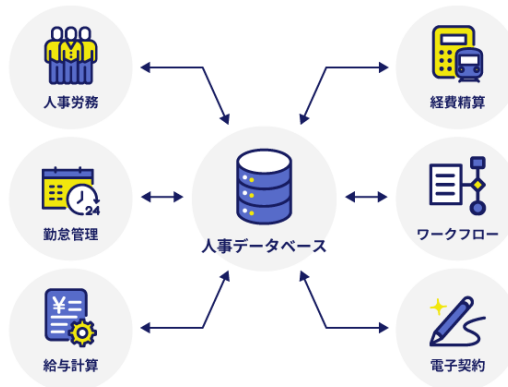 人事労務
経費精算
24
勤怠管理
人事データベース
ワークフロー
¥
給与計算
電子契約